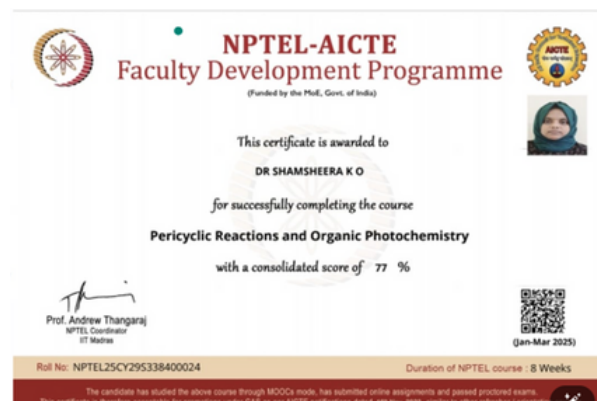 NPTEL-AICTE
Faculty Development Programme
(Funded by the MoE, Govt. of India)
AICTE
This certificate is awarded to
DR SHAMSHEERA K O
for successfully completing the course
Pericyclic Reactions and Organic Photochemistry
with a consolidated score of 77 %
Prof. Andrew Thangaraj
NPTEL Coordinator
IIT Madras
(Jan-Mar 2025)
Roll No: NPTEL25CY29S338400024
Duration of NPTEL course : 8 Weeks
The candidate has studied the above course through MOOCs mode, has submitted online assignments and passed proctored exams.